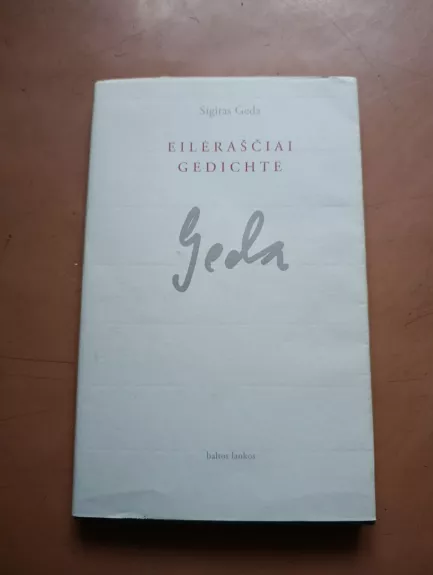 Sigitas Geda
EILĖRAŠČIAI
GEDICHTE
Geda
baltos lankos